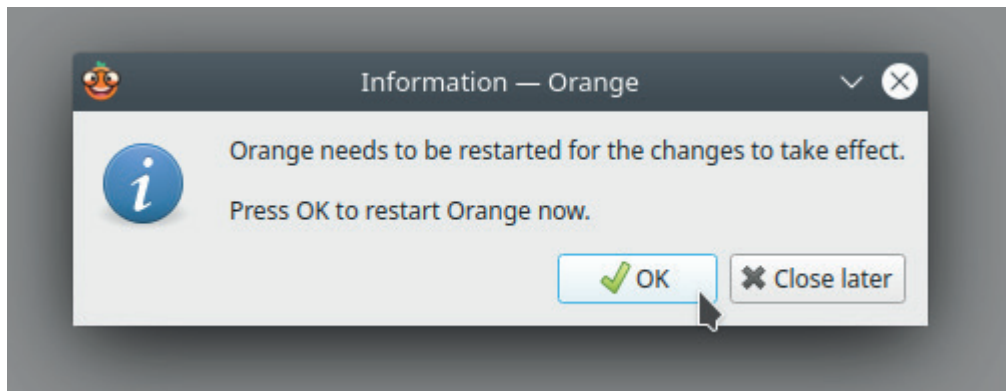 Information — Orange
Orange needs to be restarted for the changes to take effect.
Press OK to restart Orange now.
OK
Close later